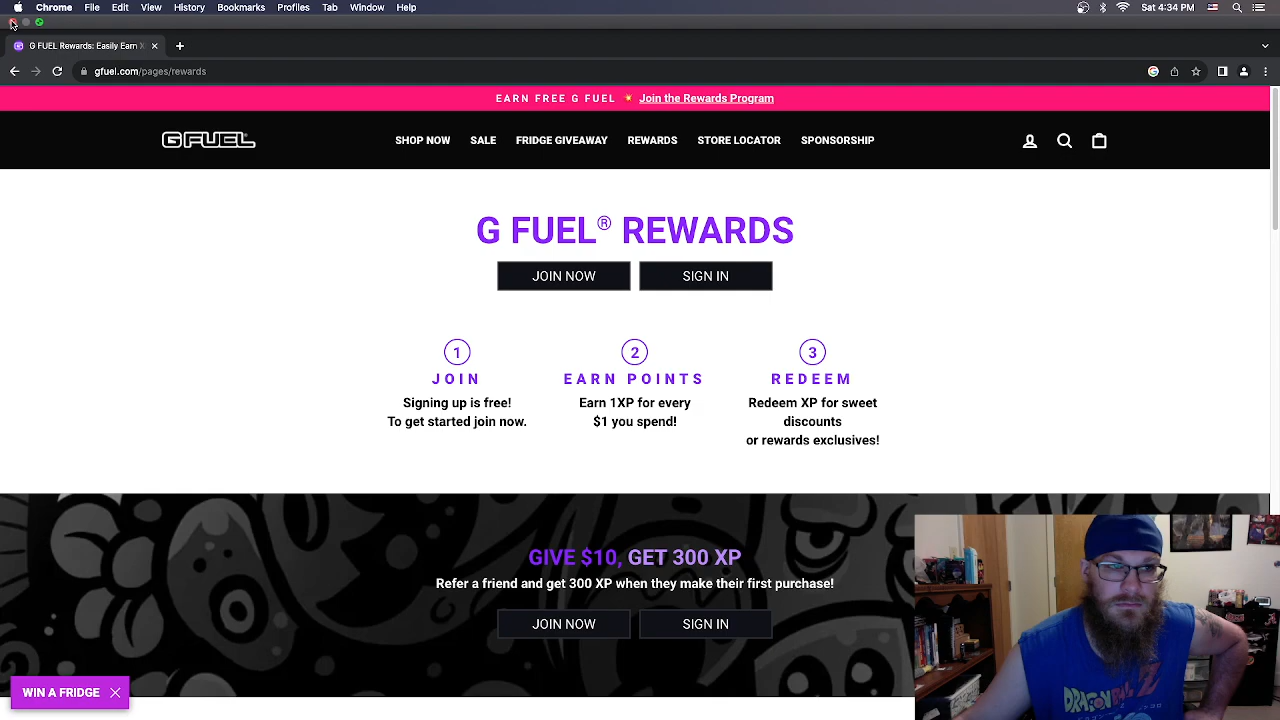 Chrome File Edit View History Bookmarks Profiles Tab Window Help
Sat 4:34 PM
G FUEL Rewards: Easily Earn
gfuel.com/pages/rewards
EARN FREE G FUEL 💥 Join the Rewards Program
G FUEL
SHOP NOW SALE FRIDGE GIVEAWAY REWARDS STORE LOCATOR SPONSORSHIP
G FUEL® REWARDS
JOIN NOW SIGN IN
1 2 3
JOIN EARN POINTS REDEEM
Signing up is free! Earn 1XP for every Redeem XP for sweet
To get started join now. $1 you spend! discounts
or rewards exclusives!
GIVE $10, GET 300 XP
Refer a friend and get 300 XP when they make their first purchase!
JOIN NOW SIGN IN
WIN A FRIDGE
DRAGON BALL Z